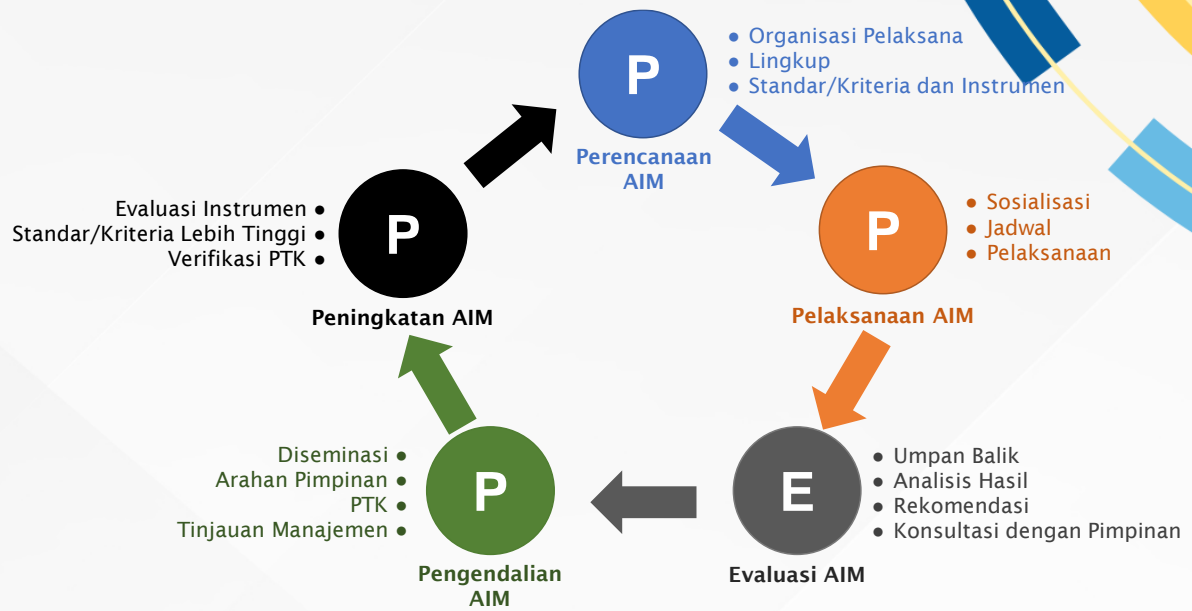 P
Perencanaan
AIM
● Organisasi Pelaksana
● Lingkup
● Standar/Kriteria dan Instrumen
P
Pelaksanaan AIM
● Sosialisasi
● Jadwal
● Pelaksanaan
E
Evaluasi AIM
● Umpan Balik
● Analisis Hasil
● Rekomendasi
● Konsultasi dengan Pimpinan
P
Pengendalian
AIM
Diseminasi ●
Arahan Pimpinan ●
PTK ●
Tinjauan Manajemen ●
P
Peningkatan AIM
Evaluasi Instrumen ●
Standar/Kriteria Lebih Tinggi ●
Verifikasi PTK ●